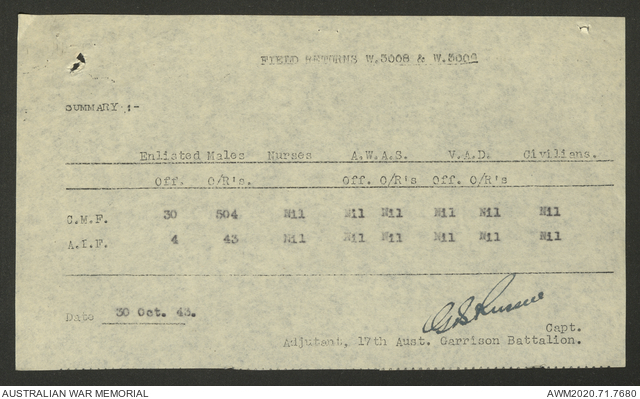 FIELD RETURNS W.3008 & W.3009
SUMMARY :-
Enlisted Males Nurses A.W.A.S. V.A.D. Civilians.
Off. O/R's. Off. O/R's Off. O/R's
C.M.F. 30 504 Nil Nil Nil Nil Nil Nil
A.I.F. 4 43 Nil Nil Nil Nil Nil Nil
Date 30 Oct. 43.
Capt.
Adjutant, 17th Aust. Garrison Battalion.
AUSTRALIAN WAR MEMORIAL AWM2020.71.7680